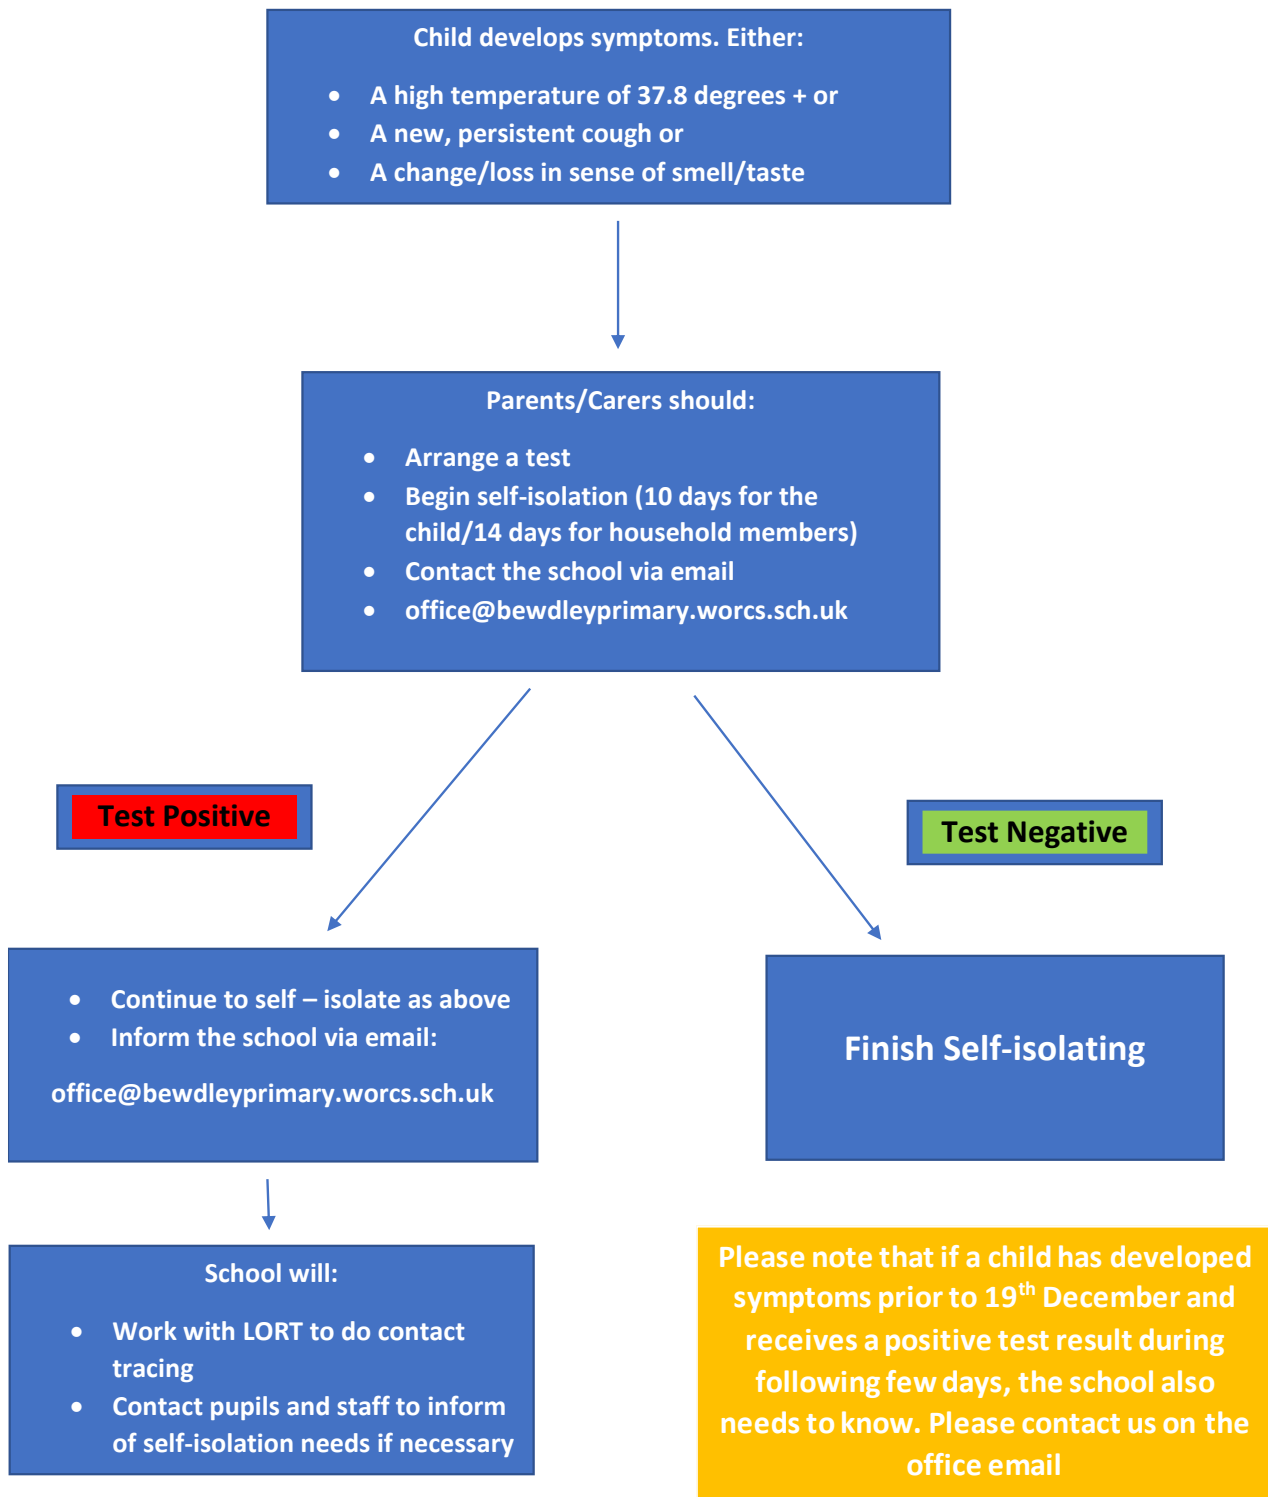 Child develops symptoms. Either:
• A high temperature of 37.8 degrees + or
• A new, persistent cough or
• A change/loss in sense of smell/taste
Parents/Carers should:
• Arrange a test
• Begin self-isolation (10 days for the
child/14 days for household members)
• Contact the school via email
• office@bewdleyprimary.worcs.sch.uk
Test Positive
Test Negative
• Continue to self – isolate as above
• Inform the school via email:
office@bewdleyprimary.worcs.sch.uk
Finish Self-isolating
School will:
• Work with LORT to do contact
tracing
• Contact pupils and staff to inform
of self-isolation needs if necessary
Please note that if a child has developed
symptoms prior to 19th December and
receives a positive test result during
following few days, the school also
needs to know. Please contact us on the
office email